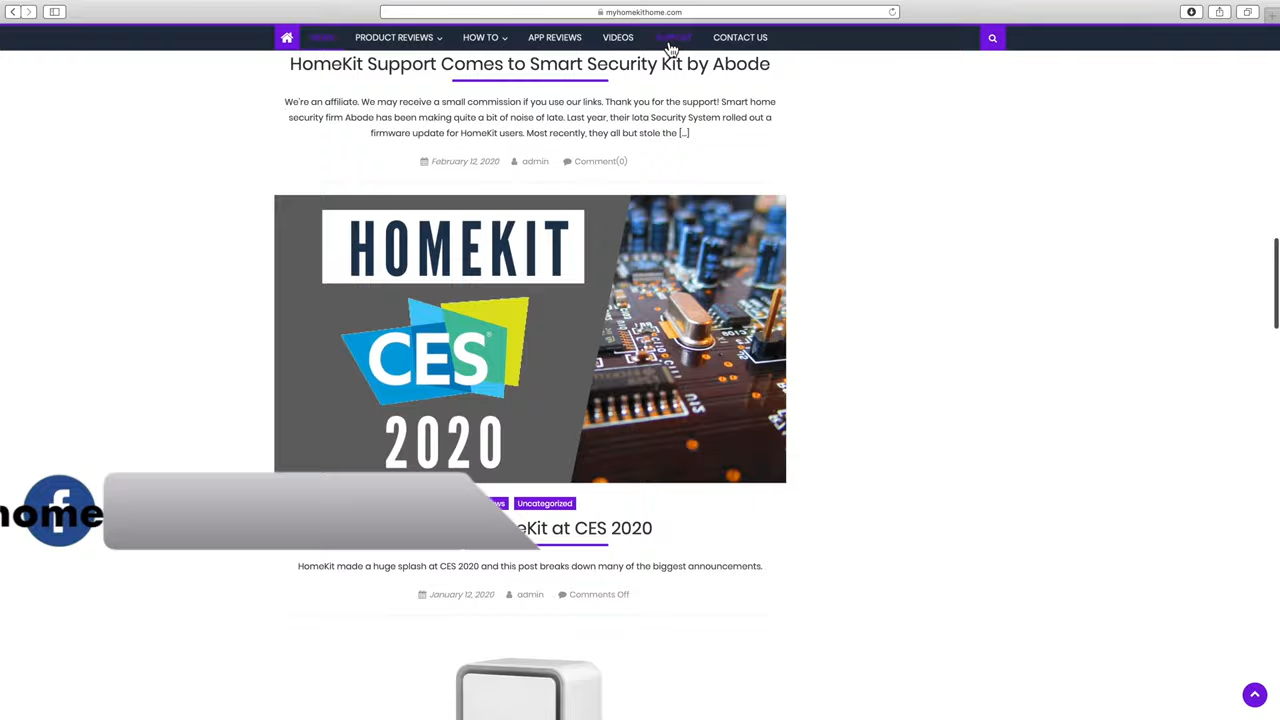 myhomekithome.com
NEWS PRODUCT REVIEWS HOW TO APP REVIEWS VIDEOS SUPPORT CONTACT US
HomeKit Support Comes to Smart Security Kit by Abode
We're an affiliate. We may receive a small commission if you use our links. Thank you for the support! Smart home
security firm Abode has been making quite a bit of noise of late. Last year, their Iota Security System rolled out a
firmware update for HomeKit users. Most recently, they all but stole the [...]
February 12, 2020 admin Comment(0)
HOMEKIT
CES
2020
ws Uncategorized
f
home
eKit at CES 2020
HomeKit made a huge splash at CES 2020 and this post breaks down many of the biggest announcements.
January 12, 2020 admin Comments Off